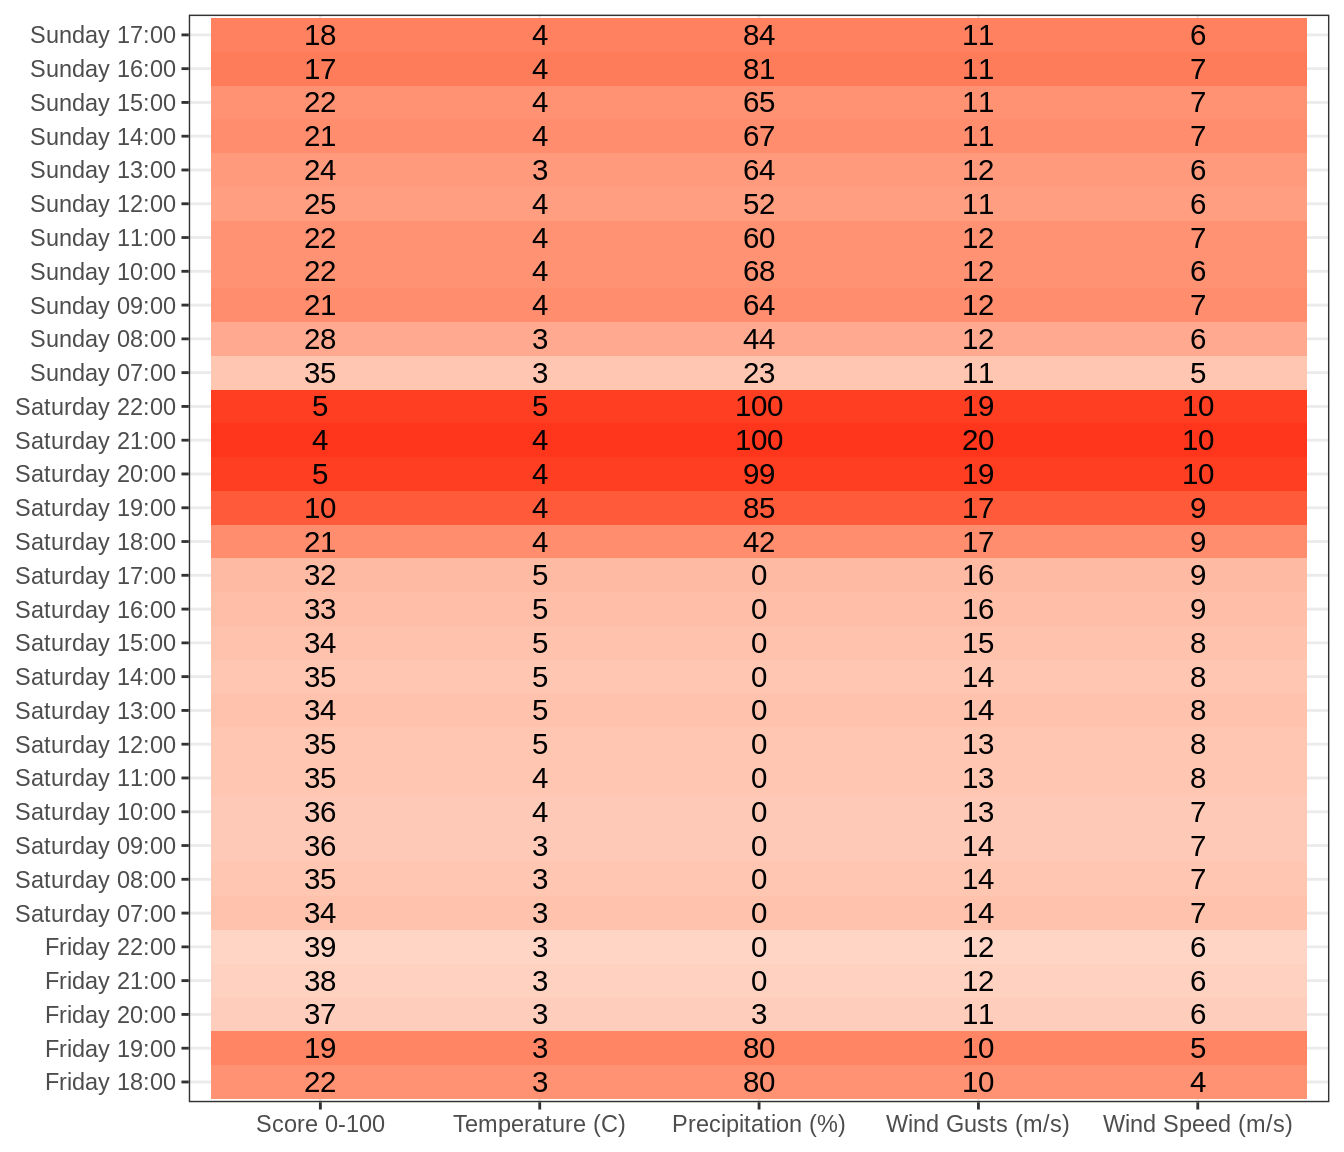 Sunday 17:00 18 4 84 11 6
Sunday 16:00 17 4 81 11 7
Sunday 15:00 22 4 65 11 7
Sunday 14:00 21 4 67 11 7
Sunday 13:00 24 3 64 12 6
Sunday 12:00 25 4 52 11 6
Sunday 11:00 22 4 60 12 7
Sunday 10:00 22 4 68 12 6
Sunday 09:00 21 4 64 12 7
Sunday 08:00 28 3 44 12 6
Sunday 07:00 35 3 23 11 5
Saturday 22:00 5 5 100 19 10
Saturday 21:00 4 4 100 20 10
Saturday 20:00 5 4 99 19 10
Saturday 19:00 10 4 85 17 9
Saturday 18:00 21 4 42 17 9
Saturday 17:00 32 5 0 16 9
Saturday 16:00 33 5 0 16 9
Saturday 15:00 34 5 0 15 8
Saturday 14:00 35 5 0 14 8
Saturday 13:00 34 5 0 14 8
Saturday 12:00 35 5 0 13 8
Saturday 11:00 35 4 0 13 8
Saturday 10:00 36 4 0 13 7
Saturday 09:00 36 3 0 14 7
Saturday 08:00 35 3 0 14 7
Saturday 07:00 34 3 0 14 7
Friday 22:00 39 3 0 12 6
Friday 21:00 38 3 0 12 6
Friday 20:00 37 3 3 11 6
Friday 19:00 19 3 80 10 5
Friday 18:00 22 3 80 10 4
Score 0-100 Temperature (C) Precipitation (%) Wind Gusts (m/s) Wind Speed (m/s)